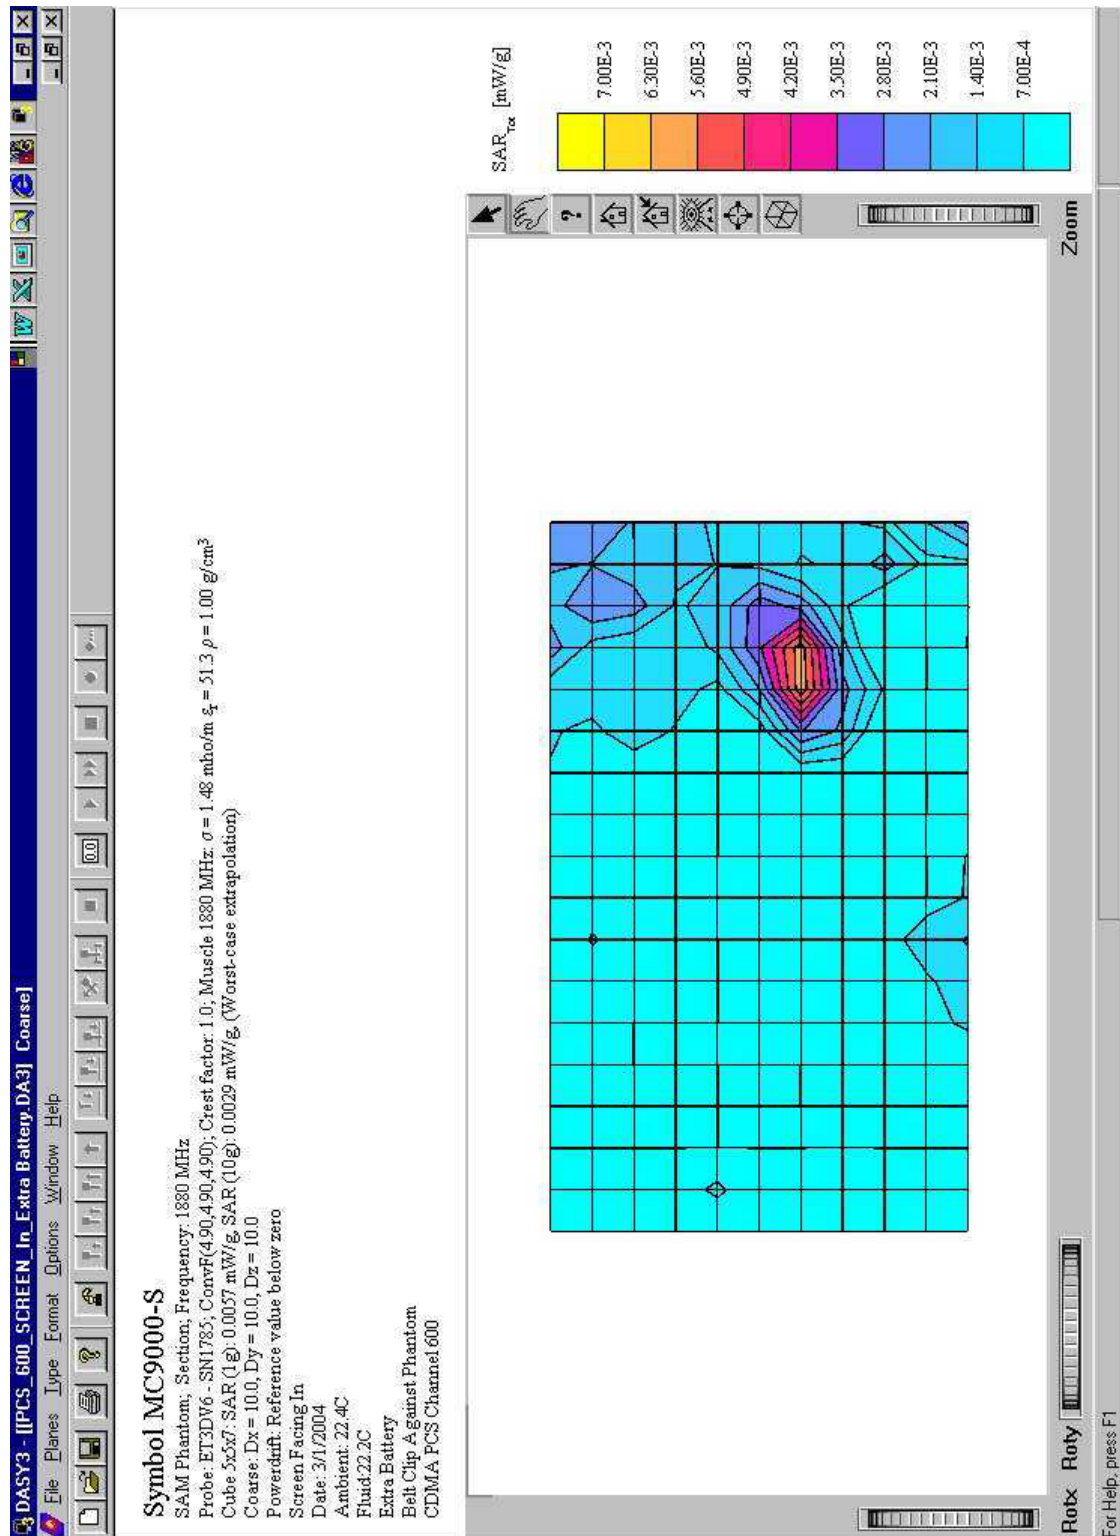 DASY3 - [[PCS_600_SCREEN_In_Extra Battery.DA3] Coarse]
File Planes Type Format Options Window Help
0.0
Symbol MC9000-S
SAM Phantom; Section; Frequency: 1880 MHz
Probe: ET3DV6 - SN1785; ConvF(4.90,4.90,4.90); Crest factor: 1.0; Muscle 1880 MHz: σ = 1.48 mho/m εr = 51.3 ρ = 1.00 g/cm³
Cube 5x5x7: SAR (1g): 0.0057 mW/g, SAR (10g): 0.0029 mW/g, (Worst-case extrapolation)
Coarse: Dx = 10.0, Dy = 10.0, Dz = 10.0
Powerdrift: Reference value below zero
Screen Facing In
Date: 3/1/2004
Ambient: 22.4C
Fluid:22.2C
Extra Battery
Belt Clip Against Phantom
CDMA PCS Channel 600
SAR Tot [mW/g]
7.00E-3
6.30E-3
5.60E-3
4.90E-3
4.20E-3
3.50E-3
2.80E-3
2.10E-3
1.40E-3
7.00E-4
Rotx Roty
Zoom
For Help, press F1